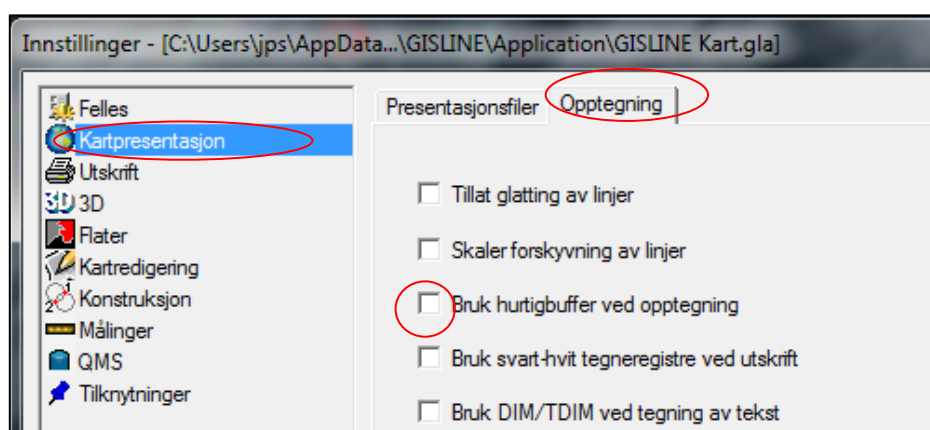 Innstillinger - [C:\Users\jps\AppData...\GISLINE\Application\GISLINE Kart.gla]
Felles
Kartpresentasjon
Utskrift
3D 3D
Flater
Kartredigering
Konstruksjon
Målinger
QMS
Tilknytninger
Presentasjonsfiler Opptegning
Tillat glatting av linjer
Skaler forskyvning av linjer
Bruk hurtigbuffer ved opptegning
Bruk svart-hvit tegneregistre ved utskrift
Bruk DIM/TDIM ved tegning av tekst